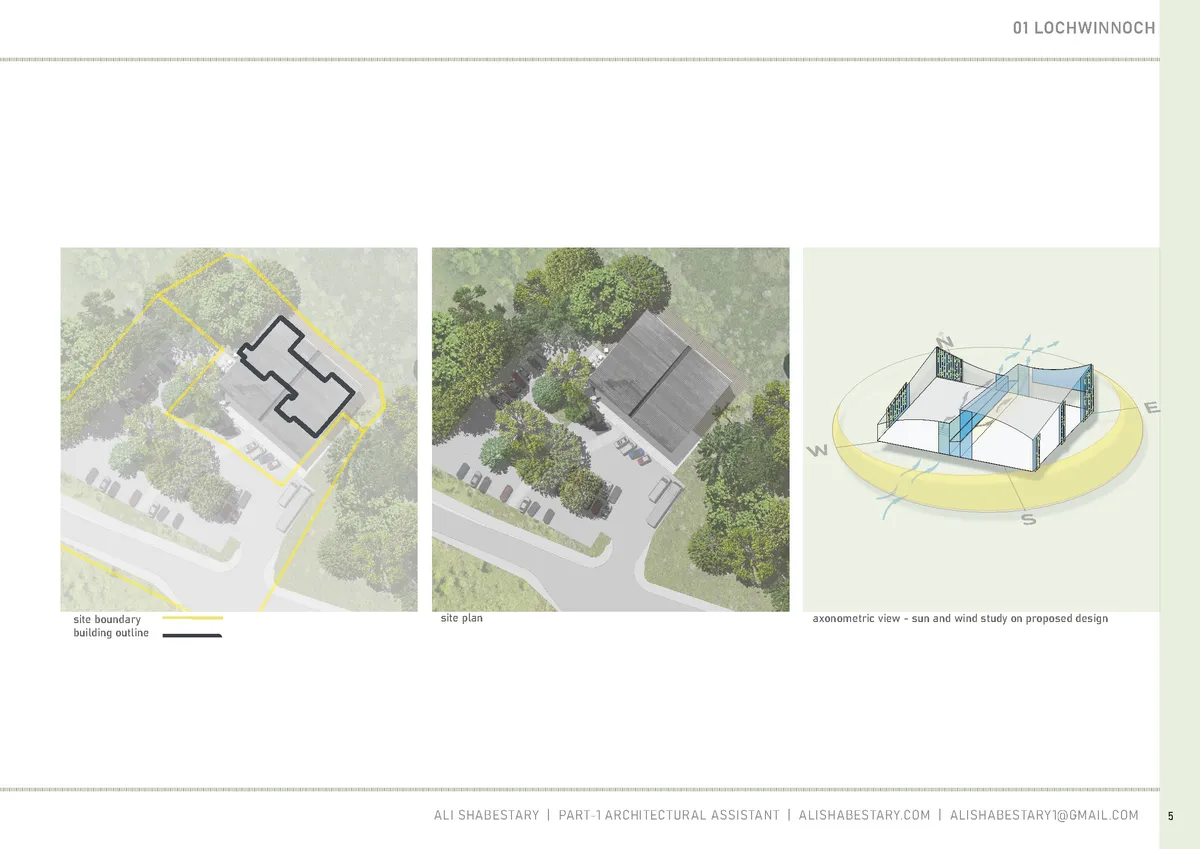 01 LOCHWINNOCH
site boundary
building outline
site plan
N
E
W
S
axonometric view - sun and wind study on proposed design
ALI SHABESTARY | PART-1 ARCHITECTURAL ASSISTANT | ALISHABESTARY.COM | ALISHABESTARY1@GMAIL.COM
5